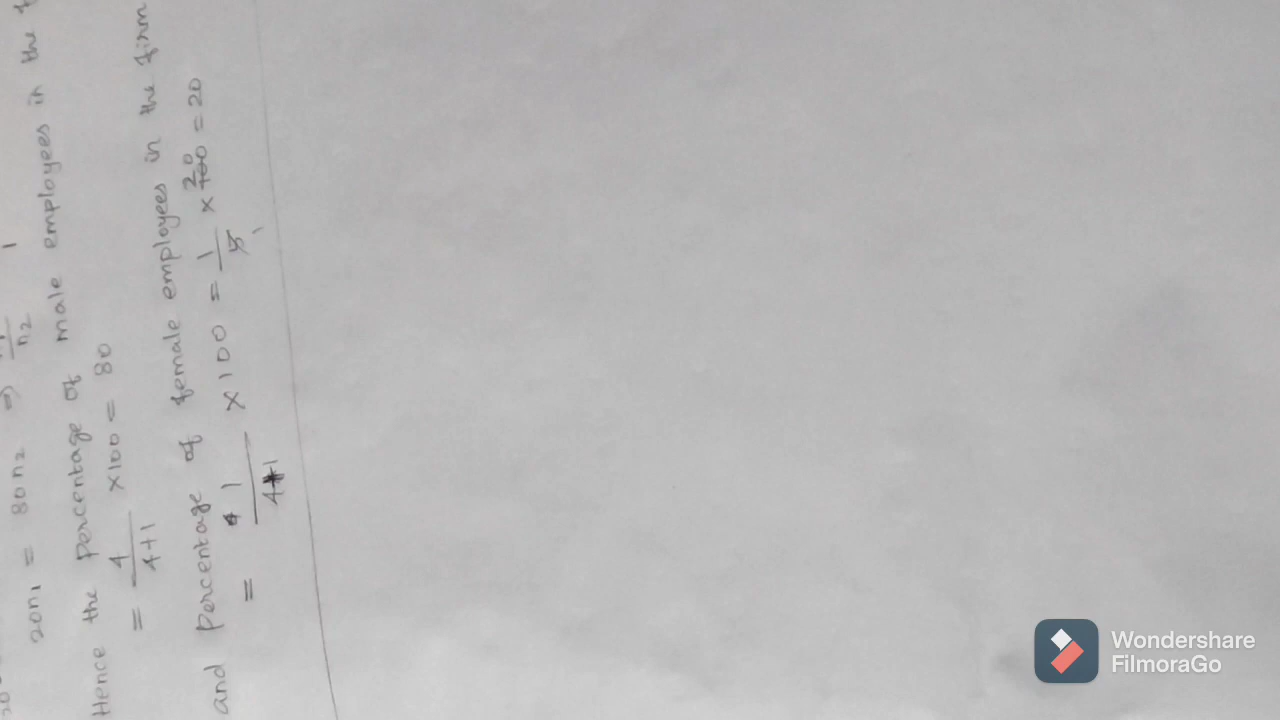 20n₁ = 80n₂ ⇒ n₁/n₂ 1
Hence the percentage of male employees in the
= 4/4+1 ×100 = 80
and percentage of female employees in the firm
= 1/4+1 ×100 = 1/5 × 100 20 = 20
Wondershare
FilmoraGo